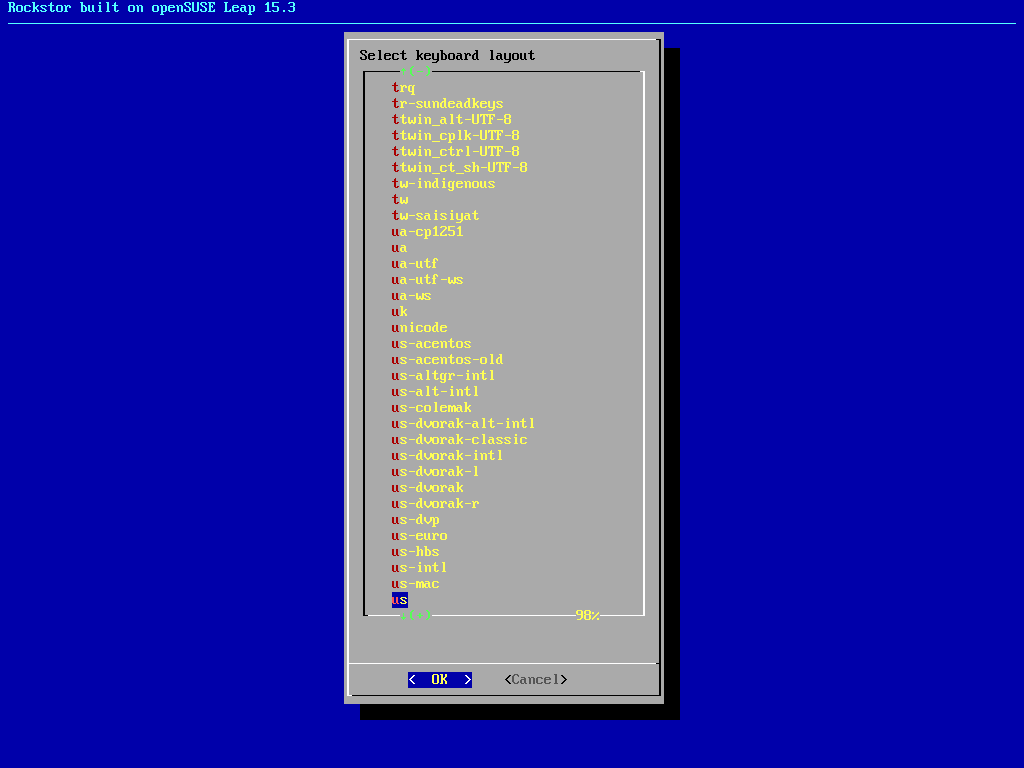 Rockstor built on openSUSE Leap 15.3
Select keyboard layout
-(-)
trq
tr-sundeadkeys
ttwin_alt-UTF-8
ttwin_cplk-UTF-8
ttwin_ctrl-UTF-8
ttwin_ct_sh-UTF-8
tw-indigenous
tw
tw-saisiyat
ua-cp1251
ua
ua-utf
ua-utf-ws
ua-ws
uk
unicode
us-acentos
us-acentos-old
us-altgr-intl
us-alt-intl
us-colemak
us-dvorak-alt-intl
us-dvorak-classic
us-dvorak-intl
us-dvorak-l
us-dvorak
us-dvorak-r
us-dvp
us-euro
us-hbs
us-intl
us-mac
us
.(+) 98%
< OK > <Cancel>